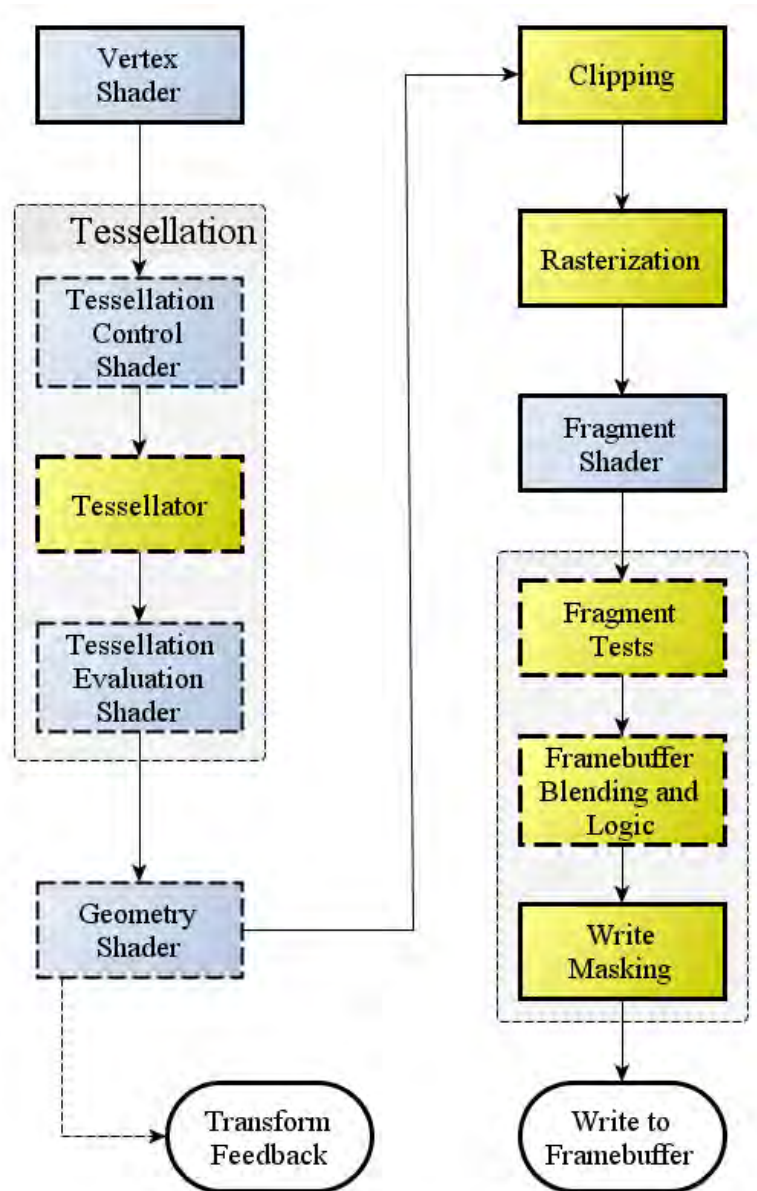 Vertex
Shader
Tessellation
Tessellation
Control
Shader
Tessellator
Tessellation
Evaluation
Shader
Geometry
Shader
Transform
Feedback
Clipping
Rasterization
Fragment
Shader
Fragment
Tests
Framebuffer
Blending and
Logic
Write
Masking
Write to
Framebuffer